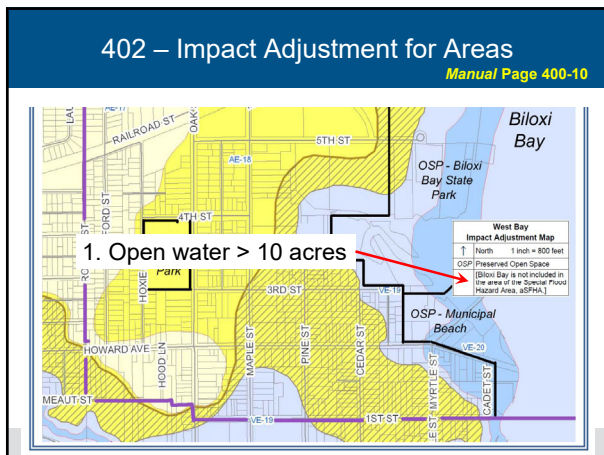 402 – Impact Adjustment for Areas
Manual Page 400-10
Biloxi
Bay
RAILROAD ST
5TH ST
AE-18
OSP - Biloxi
Bay State
Park
4TH ST
1. Open water > 10 acres
Park
HOXIE
3RD ST
VE-19
OSP - Municipal
Beach
West Bay
Impact Adjustment Map
↑ North 1 inch = 800 feet
OSP Preserved Open Space
[Biloxi Bay is not included in
the area of the Special Flood
Hazard Area, aSFHA.]
HOWARD AVE
HOOD LN
MAPLE ST
PINE ST
CEDAR ST
MYRTLE ST
VE-20
CADET ST
MEAUT ST
VE-19
1ST ST